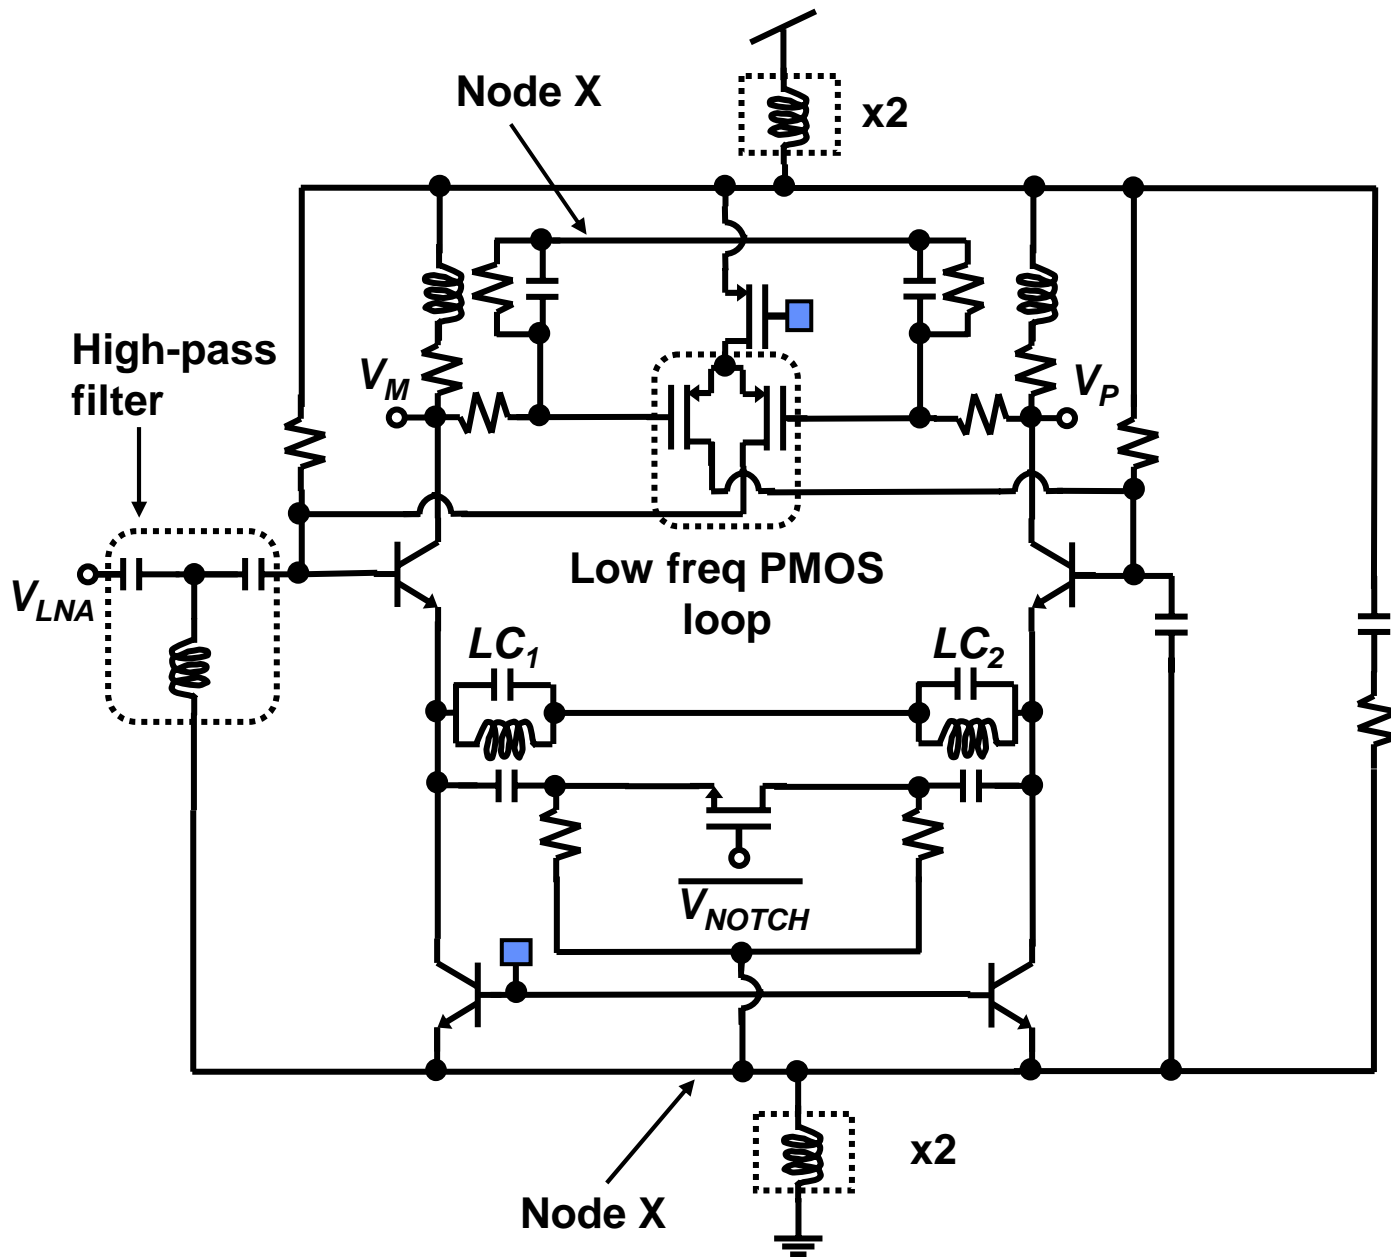 Node X
x2
High-pass
filter
V_M
V_P
V_LNA
Low freq PMOS
loop
LC_1
LC_2
V_NOTCH
x2
Node X